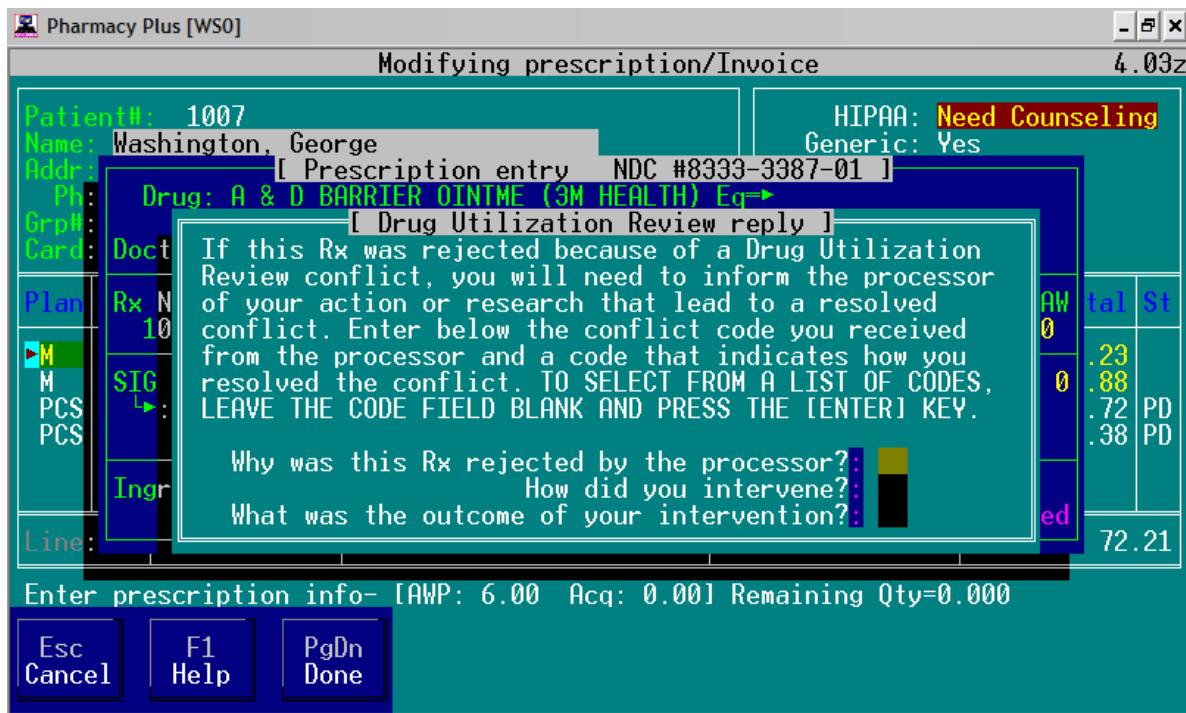 Pharmacy Plus [WS0]
Modifying prescription/Invoice 4.03z
Patient#: 1007
HIPAA: Need Counseling
Name: Washington, George
Generic: Yes
Addr:
[ Prescription entry NDC #8333-3387-01 ]
Ph:
Drug: A & D BARRIER OINTME (3M HEALTH) Eq=►
Grp#:
[ Drug Utilization Review reply ]
Card:
Doct
If this Rx was rejected because of a Drug Utilization
Review conflict, you will need to inform the processor
of your action or research that lead to a resolved
conflict. Enter below the conflict code you received
from the processor and a code that indicates how you
resolved the conflict. TO SELECT FROM A LIST OF CODES,
LEAVE THE CODE FIELD BLANK AND PRESS THE [ENTER] KEY.
Why was this Rx rejected by the processor?:
How did you intervene?:
What was the outcome of your intervention?:
Plan Rx N AW tal St
10 0
►M .23
M SIG 0 .88
PCS : .72 PD
PCS .38 PD
Ingr
ed
Line: 72.21
Enter prescription info- [AWP: 6.00 Acq: 0.00] Remaining Qty=0.000
Esc F1 PgDn
Cancel Help Done